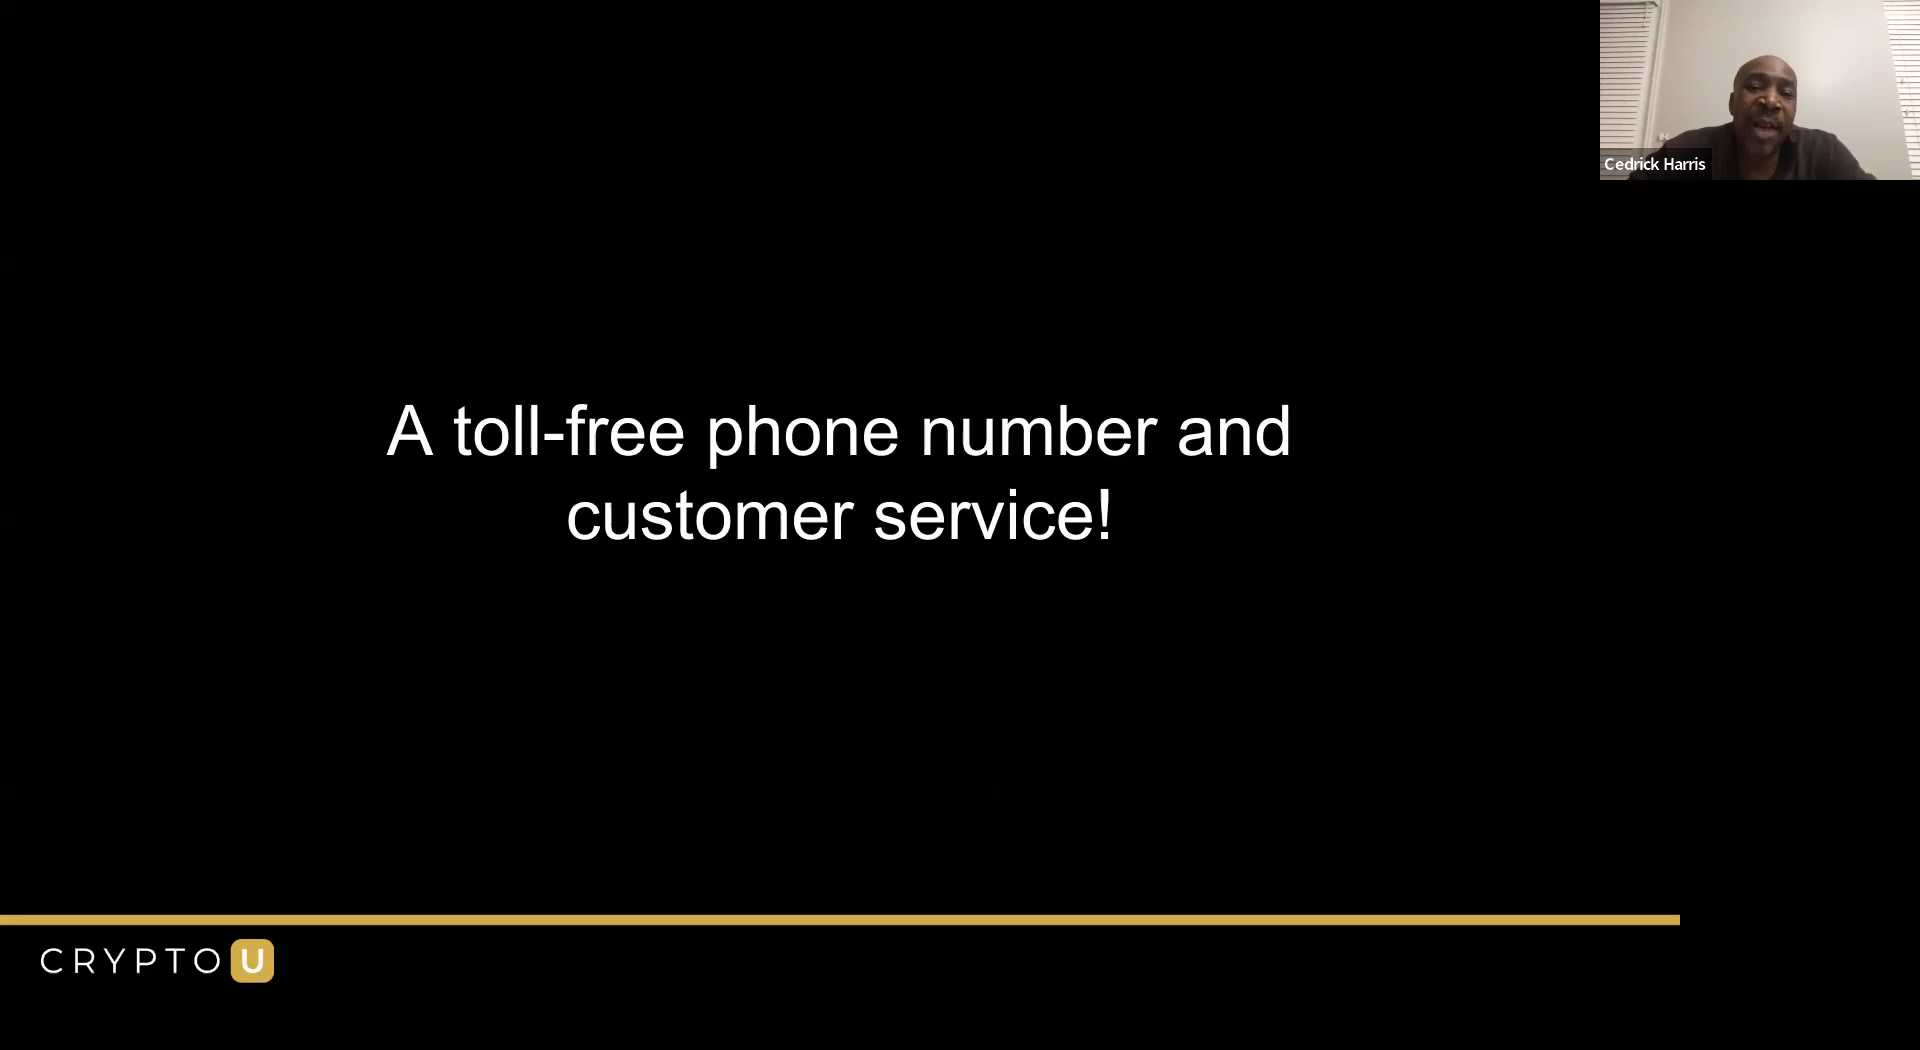 Cedrick Harris
A toll-free phone number and
customer service!
CRYPTO U